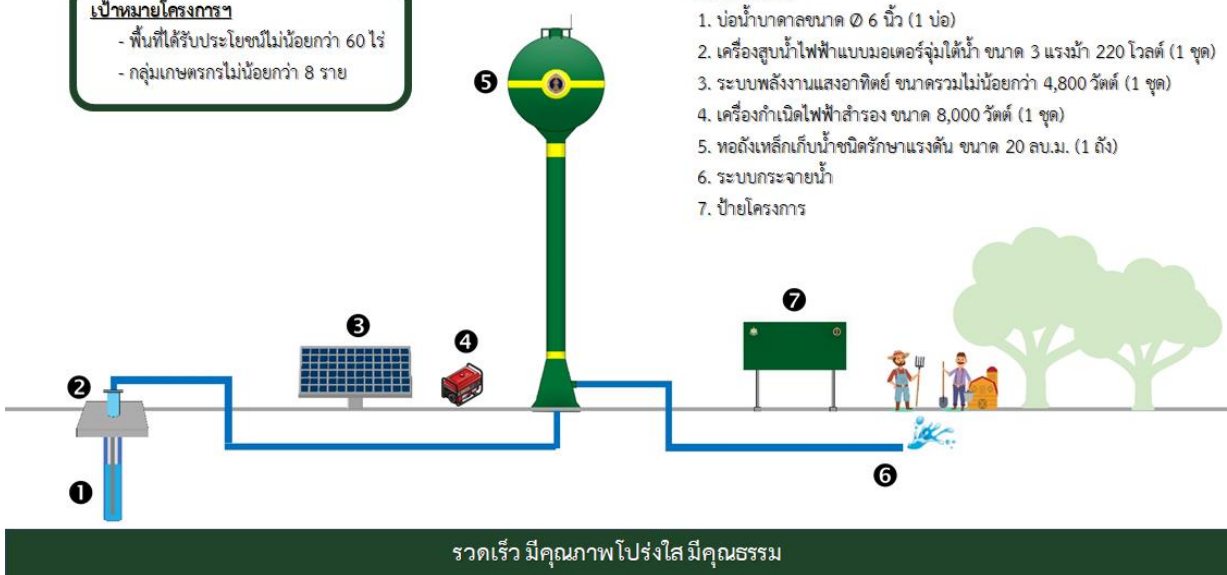 เป้าหมายโครงการฯ
- พื้นที่ได้รับประโยชน์ไม่น้อยกว่า 60 ไร่
- กลุ่มเกษตรกรไม่น้อยกว่า 8 ราย
1. บ่อน้ำบาดาลขนาด Ø 6 นิ้ว (1 บ่อ)
2. เครื่องสูบน้ำไฟฟ้าแบบมอเตอร์จุ่มใต้น้ำ ขนาด 3 แรงม้า 220 โวลต์ (1 ชุด)
3. ระบบพลังงานแสงอาทิตย์ ขนาดรวมไม่น้อยกว่า 4,800 วัตต์ (1 ชุด)
4. เครื่องกำเนิดไฟฟ้าสำรอง ขนาด 8,000 วัตต์ (1 ชุด)
5. หอถังเหล็กเก็บน้ำชนิดรักษาแรงดัน ขนาด 20 ลบ.ม. (1 ถัง)
6. ระบบกระจายน้ำ
7. ป้ายโครงการ
❺
❼
❸
❹
❷
❻
❶
รวดเร็ว มีคุณภาพ โปร่งใส มีคุณธรรม